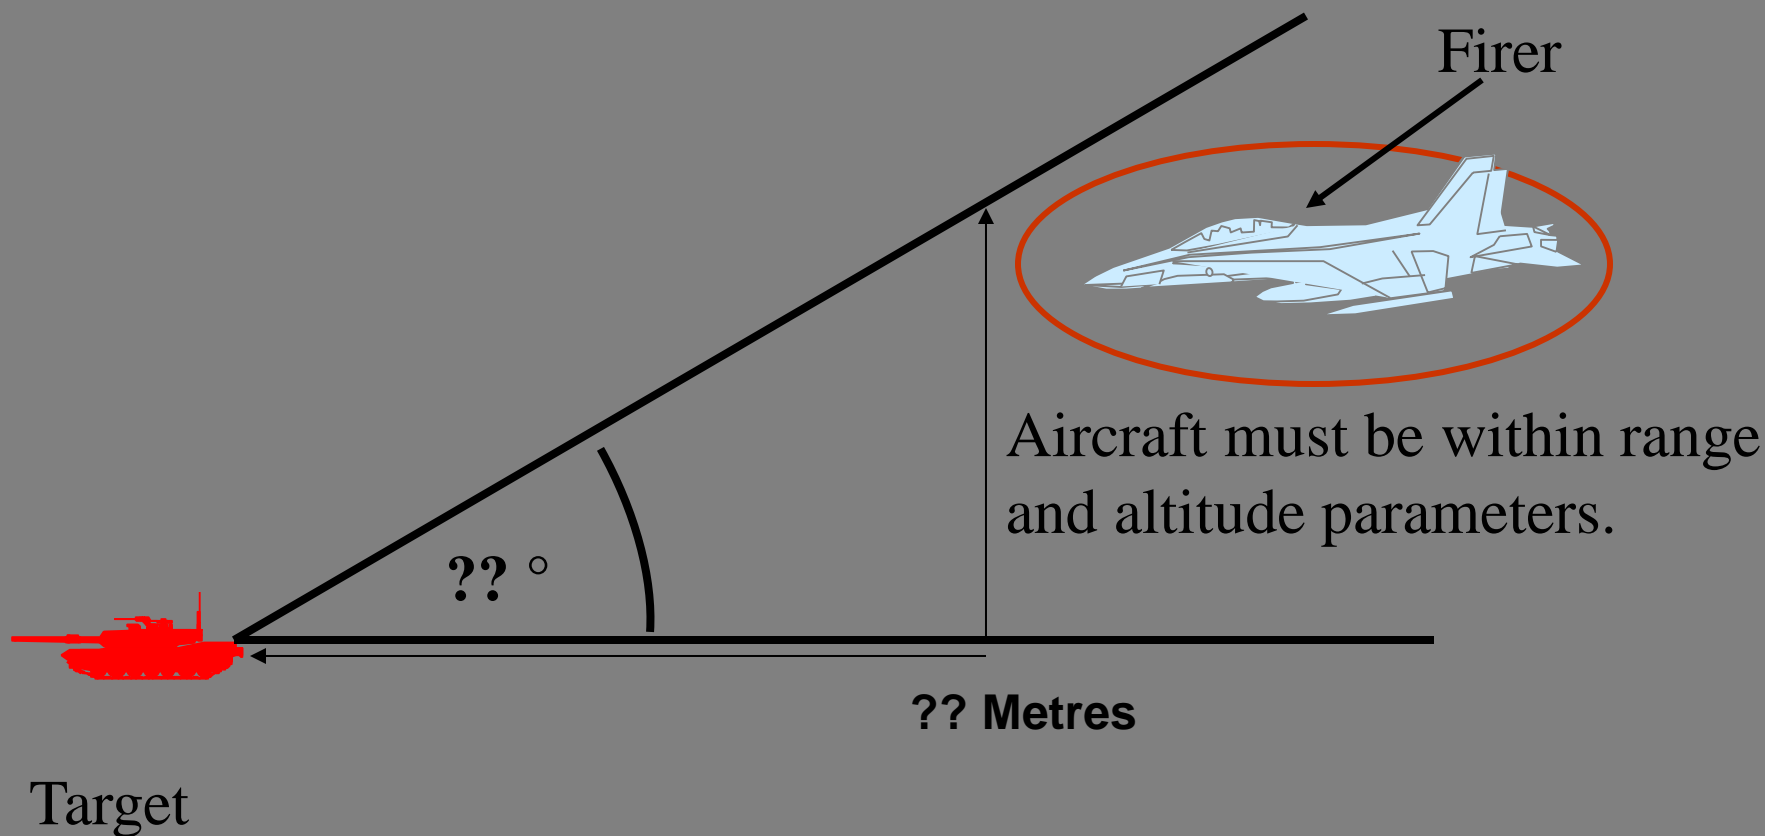 Firer
Aircraft must be within range
and altitude parameters.
?? °
?? Metres
Target